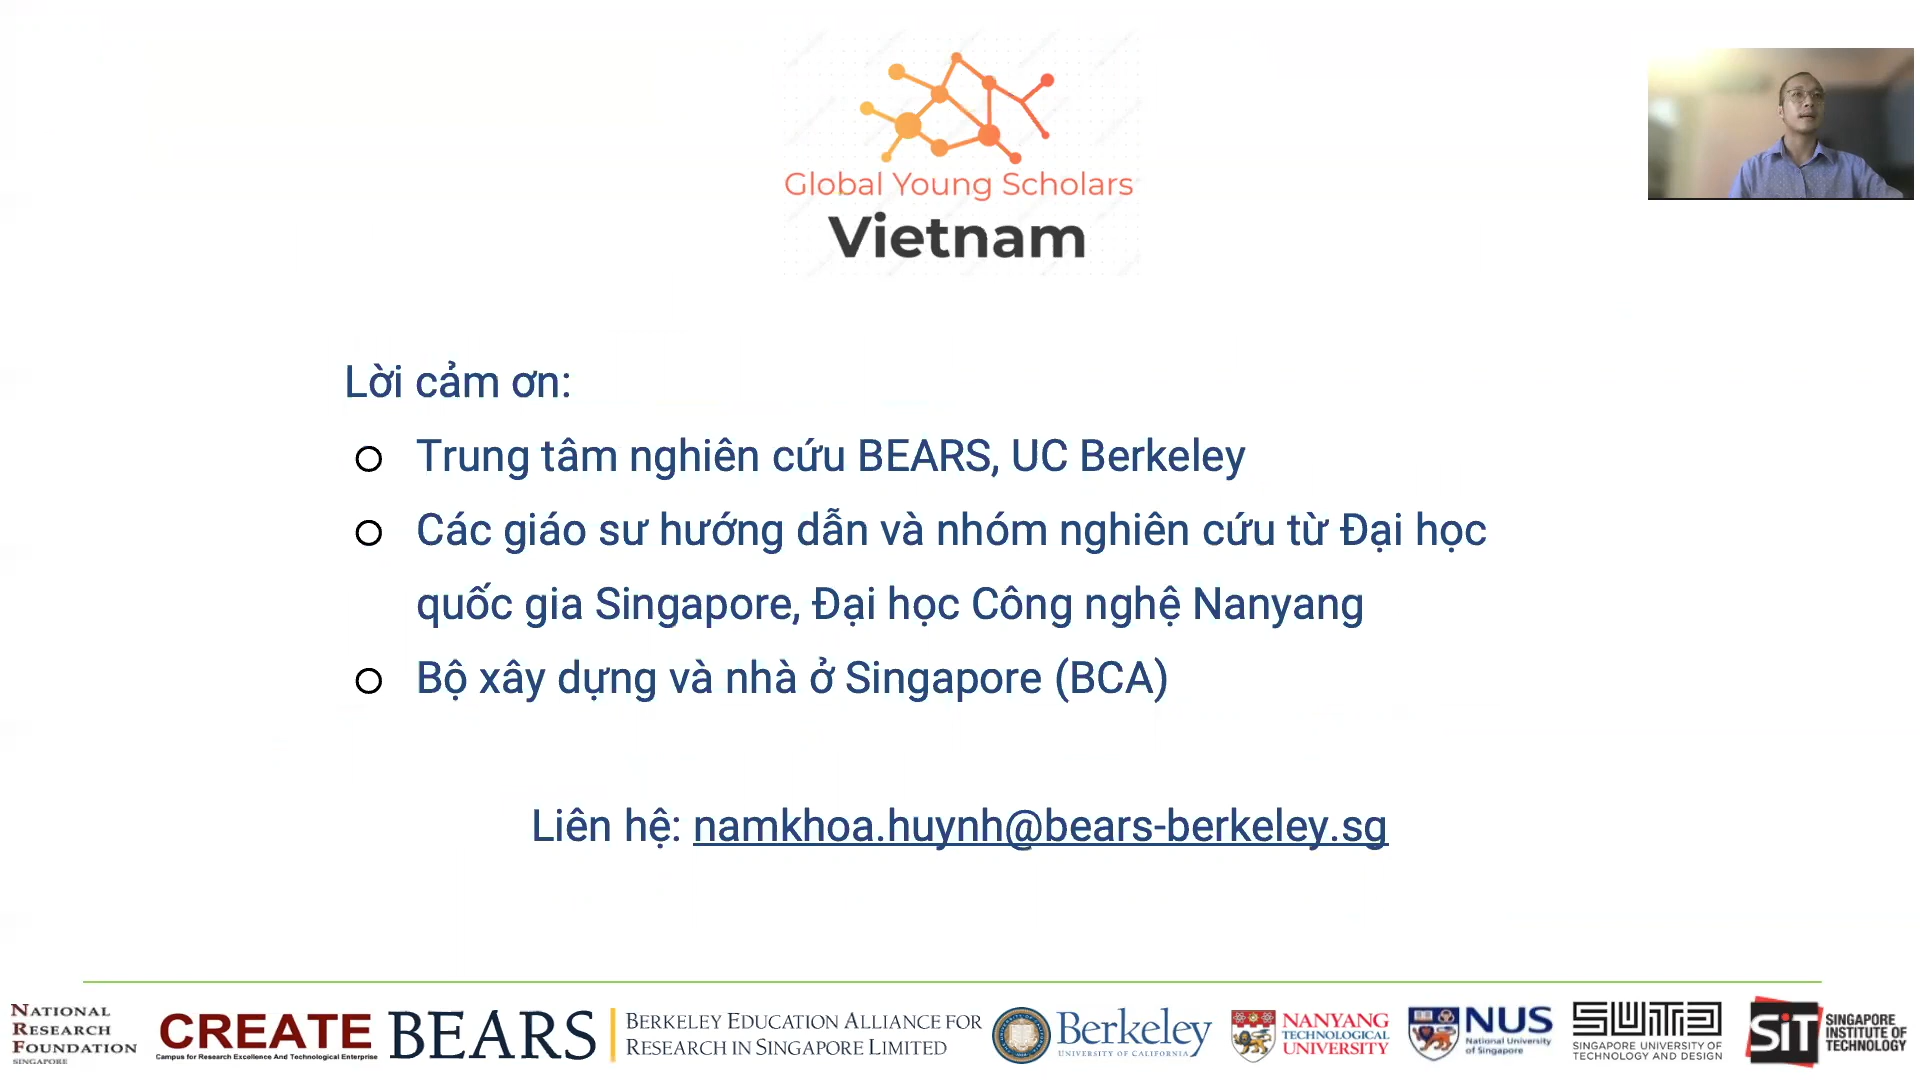 Global Young Scholars
Vietnam
Lời cảm ơn:
Trung tâm nghiên cứu BEARS, UC Berkeley
Các giáo sư hướng dẫn và nhóm nghiên cứu từ Đại học
quốc gia Singapore, Đại học Công nghệ Nanyang
Bộ xây dựng và nhà ở Singapore (BCA)
Liên hệ: namkhoa.huynh@bears-berkeley.sg
NATIONAL
RESEARCH
FOUNDATION
SINGAPORE
CREATE
Campus for Research Excellence And Technological Enterprise
BEARS
BERKELEY EDUCATION ALLIANCE FOR
RESEARCH IN SINGAPORE LIMITED
Berkeley
UNIVERSITY OF CALIFORNIA
NANYANG
TECHNOLOGICAL
UNIVERSITY
NUS
National University
of Singapore
SUTD
SINGAPORE UNIVERSITY OF
TECHNOLOGY AND DESIGN
SiT
SINGAPORE
INSTITUTE OF
TECHNOLOGY